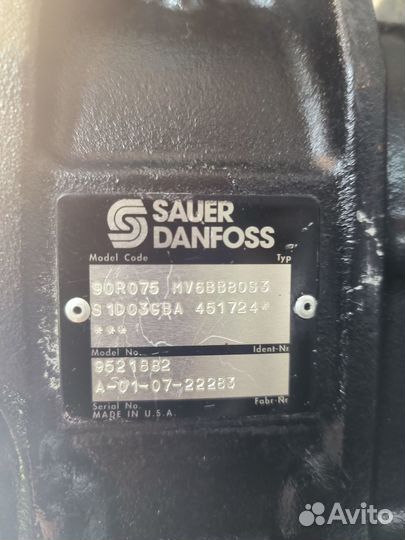 SAUER
DANFOSS
Model Code Typ
90R075 MV6BB80S3
S1D03GBA 451724*
***
Model No. Ident-Nr
9521882
A-01-07-22283
Serial No. Fabr-Nr
MADE IN U.S.A.
Avito